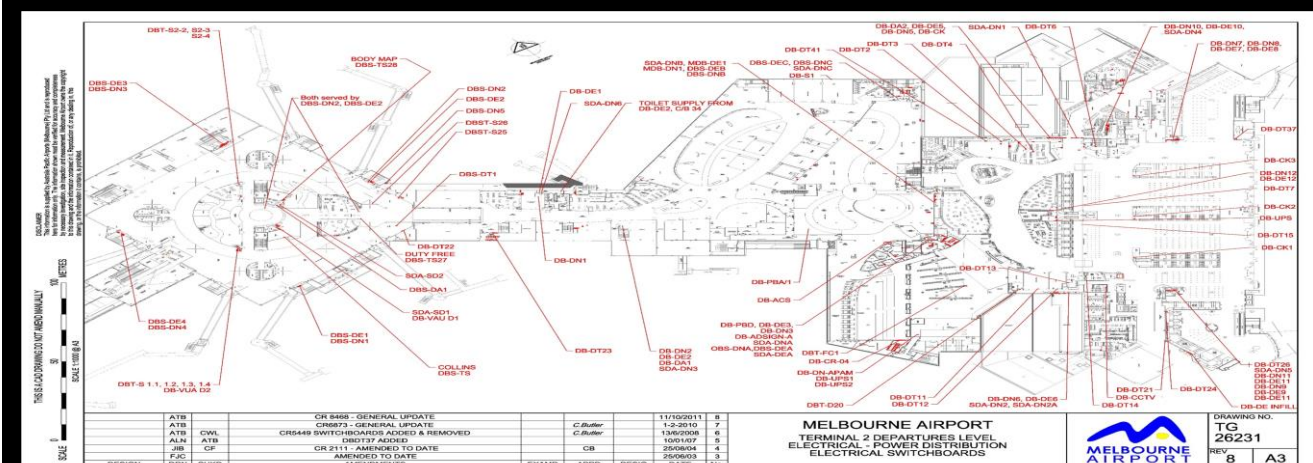 DBT-S2-2, S2-3
S2-4
DBS-DE3
DBS-DN3
BODY MAP
DBS-TS28
Both served by
DBS-DN2, DBS-DE2
DBS-DN2
DBS-DE2
DBS-DN5
DBST-S26
DBST-S25
DBS-DT1
DB-DE1
SDA-DN6
TOILET SUPPLY FROM
DB-DE2, C/B 34
SDA-DNB, MDB-DE1
MDB-DN1, DBS-DEB
DBS-DNB
DBS-DEC, DBS-DNC
SDA-DNC
DB-S1
DB-DT41
DB-DT2
DB-DT3
DB-DT4
DB-DA2, DB-DE5,
DB-DN5, DB-CK
SDA-DN1
DB-DT6
DB-DN10, DB-DE10,
SDA-DN4
DB-DN7, DB-DN8,
DB-DE7, DB-DE8
DB-DT37
DB-CK3
DB-DN12
DB-DE12
DB-DT7
DB-CK2
DB-UPS
DB-DT15
DB-CK1
DB-DT22
DUTY FREE
DBS-TS27
SDA-SD2
DBS-DA1
SDA-SD1
DB-VAU D1
DBS-DE4
DBS-DN4
DBS-DE1
DBS-DN1
COLLINS
DBS-TS
DBT-S 1.1, 1.2, 1.3, 1.4
DB-VUA D2
DB-DN1
DB-DT23
DB-DN2
DB-DE2
DB-DA1
SDA-DN3
DB-PBA/1
DB-ACS
DB-PBD, DB-DE3,
DB-DN3
DB-ADSIGN-A
SDA-DNA
OBS-DNA,DBS-DEA
SDA-DEA
DBT-FC1
DB-CR-04
DB-DN-APAM
DB-UPS1
DB-UPS2
DBT-D20
DB-DT13
DB-DT11
DB-DT12
DB-DN6, DB-DE6
SDA-DN2, SDA-DN2A
DB-DT21
DB-CCTV
DB-DT14
DB-DT24
DB-DT26
SDA-DN5
DB-DN11
DB-DE11
DB-DN9
DB-DE9
DB-DE11
DB-DE INFILL
DISCLAIMER
THIS IS A CAD DRAWING DO NOT AMEND MANUALLY
SCALE 1:1000 @ A3
SCALE 0 50 100 METRES
ATB CR 8468 - GENERAL UPDATE 11/10/2011 8
ATB CR6873 - GENERAL UPDATE C.Butler 1-2-2010 7
ATB CWL CR5449 SWITCHBOARDS ADDED & REMOVED C.Butler 13/6/2008 6
ALN ATB DBDT37 ADDED 10/01/07 5
JIB CF CR 2111 - AMENDED TO DATE CB 25/08/04 4
FJC AMENDED TO DATE 25/06/03 3
MELBOURNE AIRPORT
TERMINAL 2 DEPARTURES LEVEL
ELECTRICAL - POWER DISTRIBUTION
ELECTRICAL SWITCHBOARDS
MELBOURNE
AIRPORT
DRAWING NO.
TG
26231
REV
8 A3